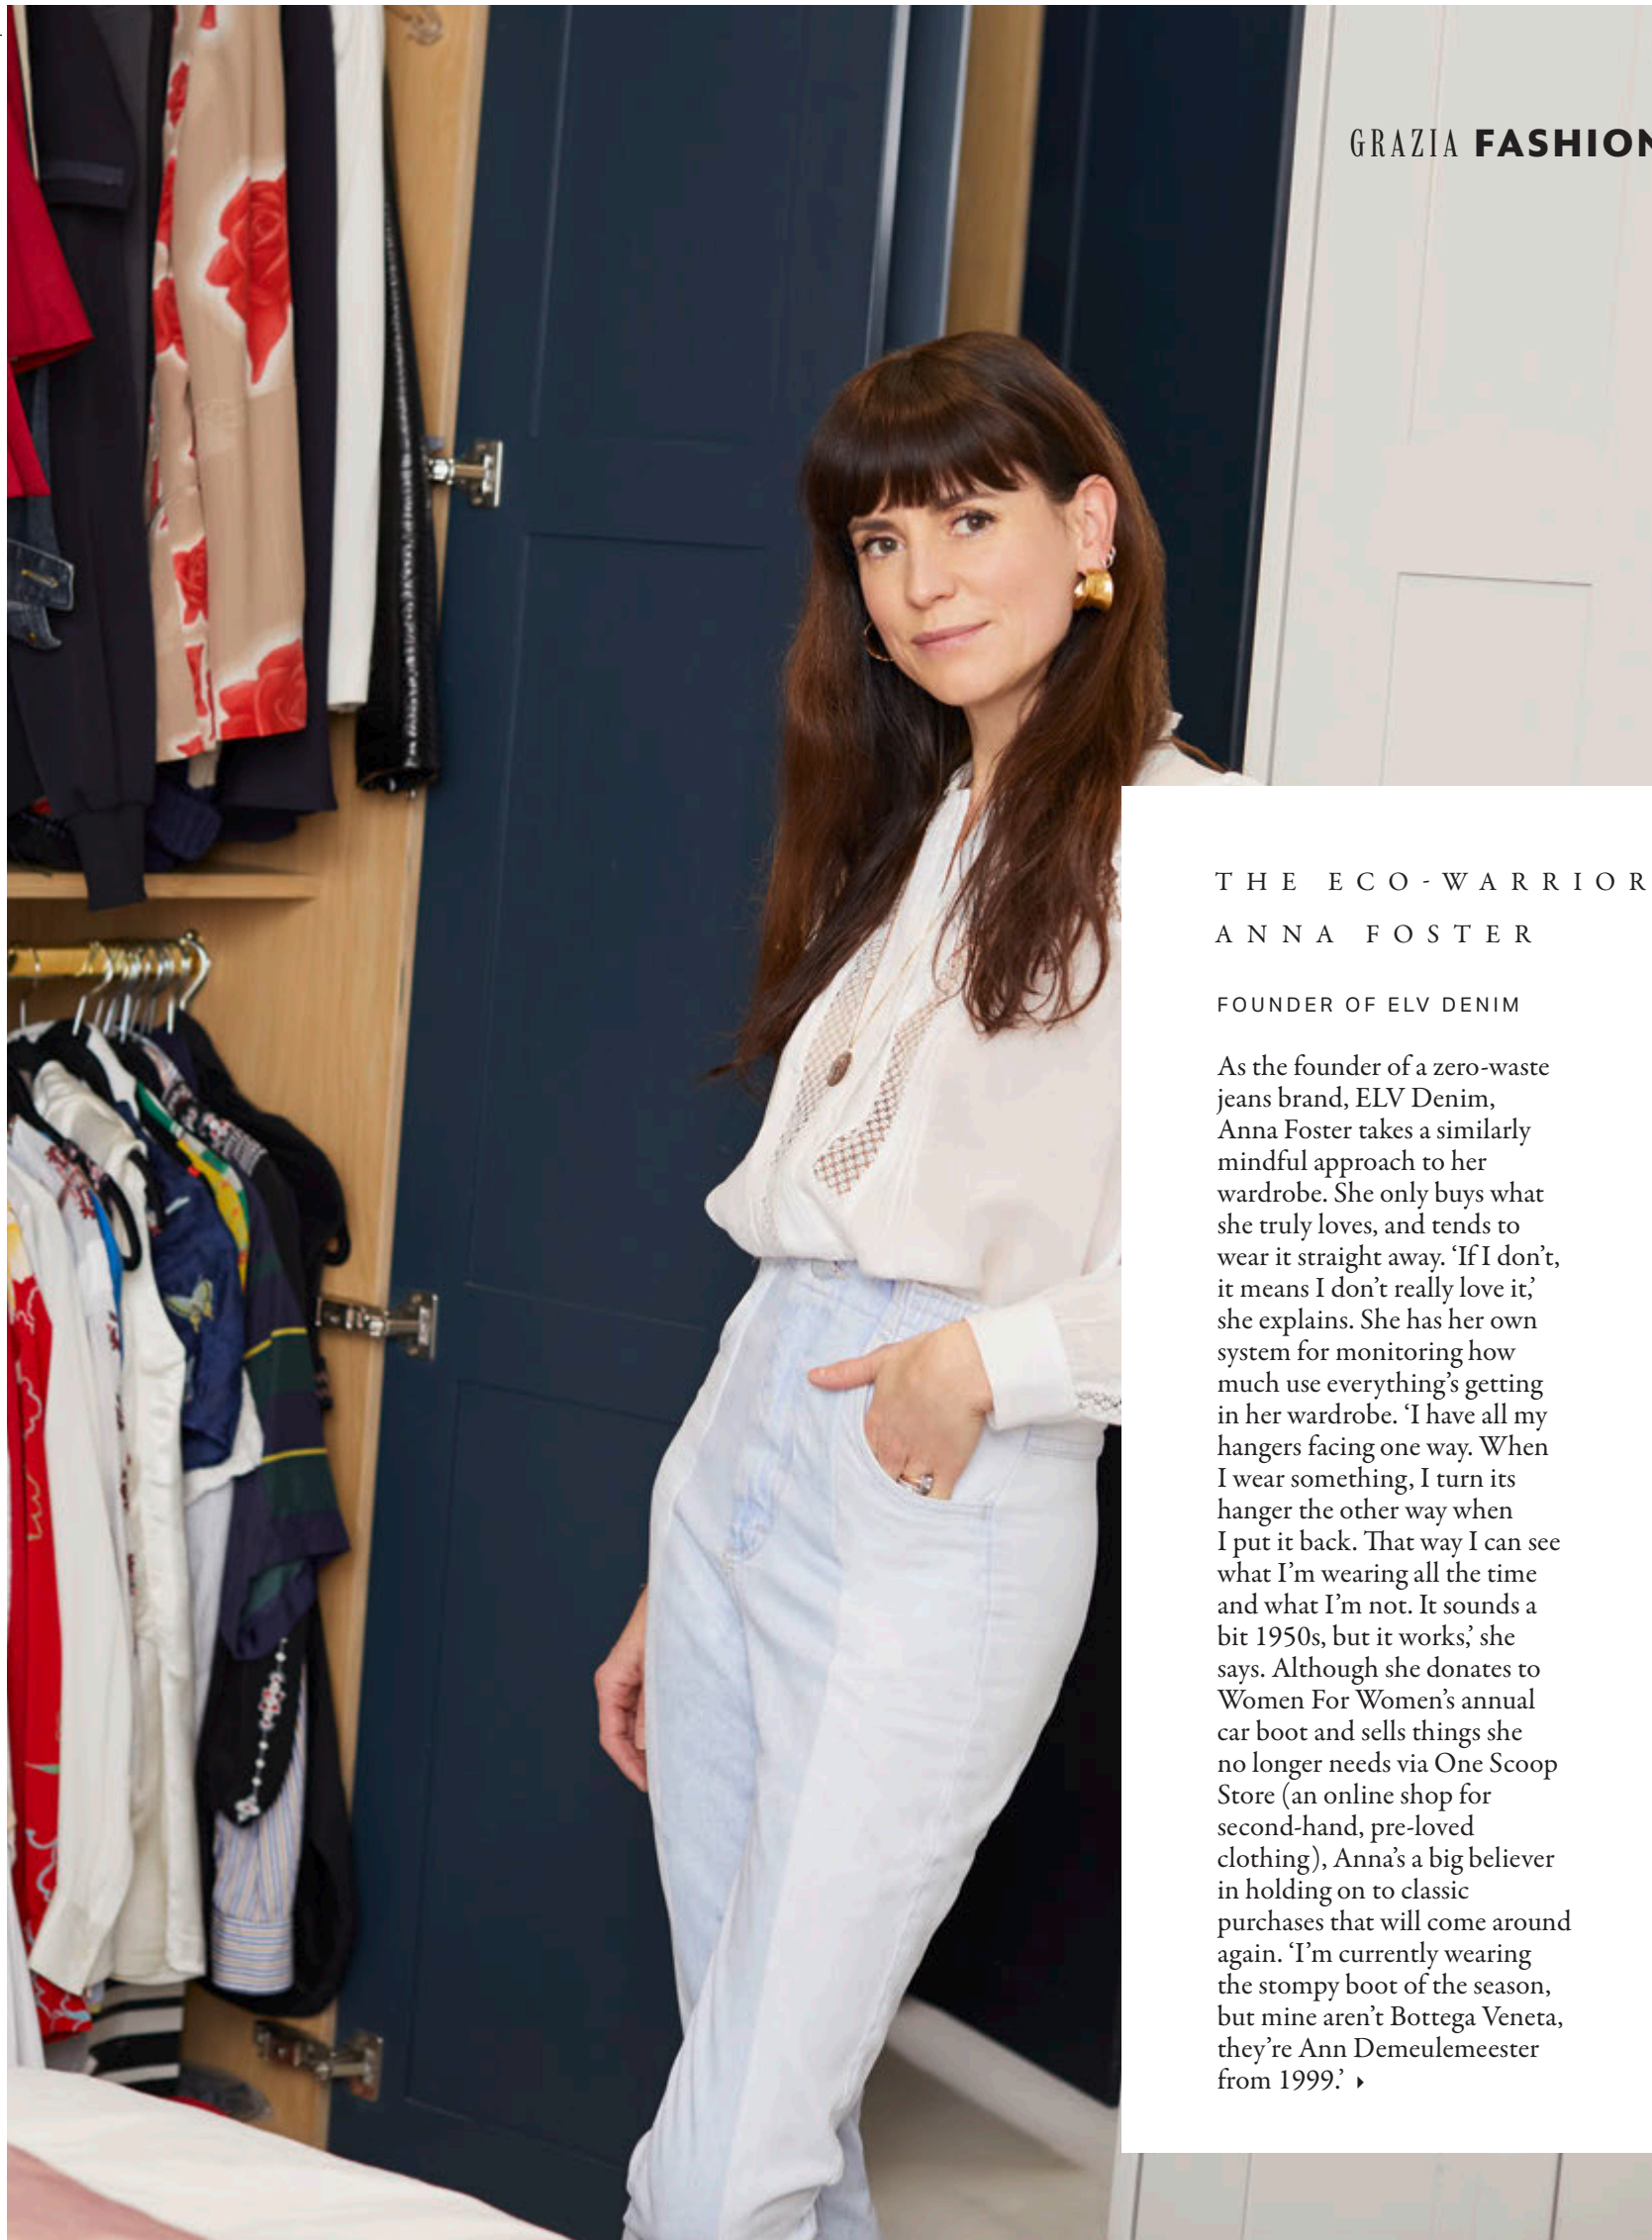 GRAZIA FASHION
THE ECO-WARRIOR
ANNA FOSTER
FOUNDER OF ELV DENIM
As the founder of a zero-waste
jeans brand, ELV Denim,
Anna Foster takes a similarly
mindful approach to her
wardrobe. She only buys what
she truly loves, and tends to
wear it straight away. ‘If I don’t,
it means I don’t really love it,’
she explains. She has her own
system for monitoring how
much use everything’s getting
in her wardrobe. ‘I have all my
hangers facing one way. When
I wear something, I turn its
hanger the other way when
I put it back. That way I can see
what I’m wearing all the time
and what I’m not. It sounds a
bit 1950s, but it works,’ she
says. Although she donates to
Women For Women’s annual
car boot and sells things she
no longer needs via One Scoop
Store (an online shop for
second-hand, pre-loved
clothing), Anna’s a big believer
in holding on to classic
purchases that will come around
again. ‘I’m currently wearing
the stompy boot of the season,
but mine aren’t Bottega Veneta,
they’re Ann Demeulemeester
from 1999.’